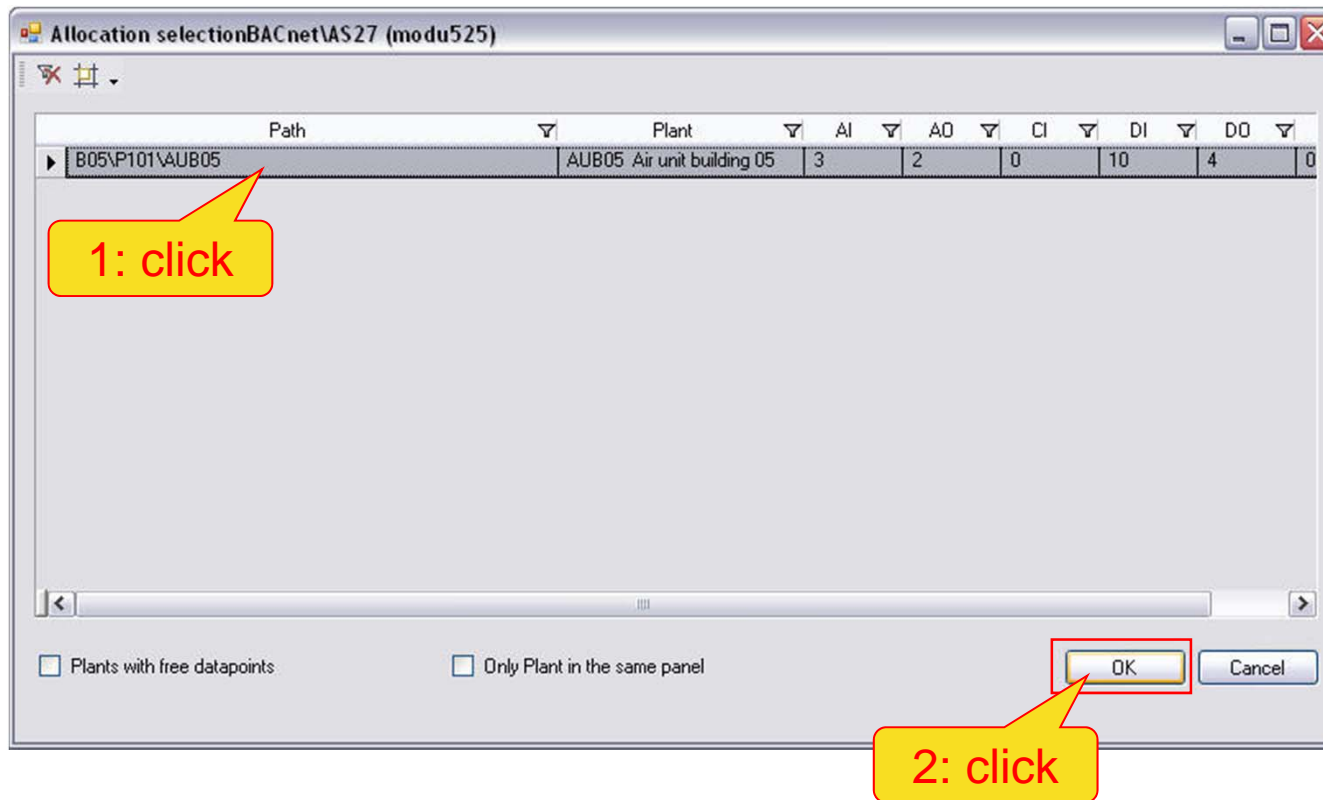 Allocation selectionBACnet\AS27 (modu525)
Path Plant AI AO CI DI DO
B05\P101\AUB05 AUB05 Air unit building 05 3 2 0 10 4 0
1: click
Plants with free datapoints Only Plant in the same panel OK Cancel
2: click